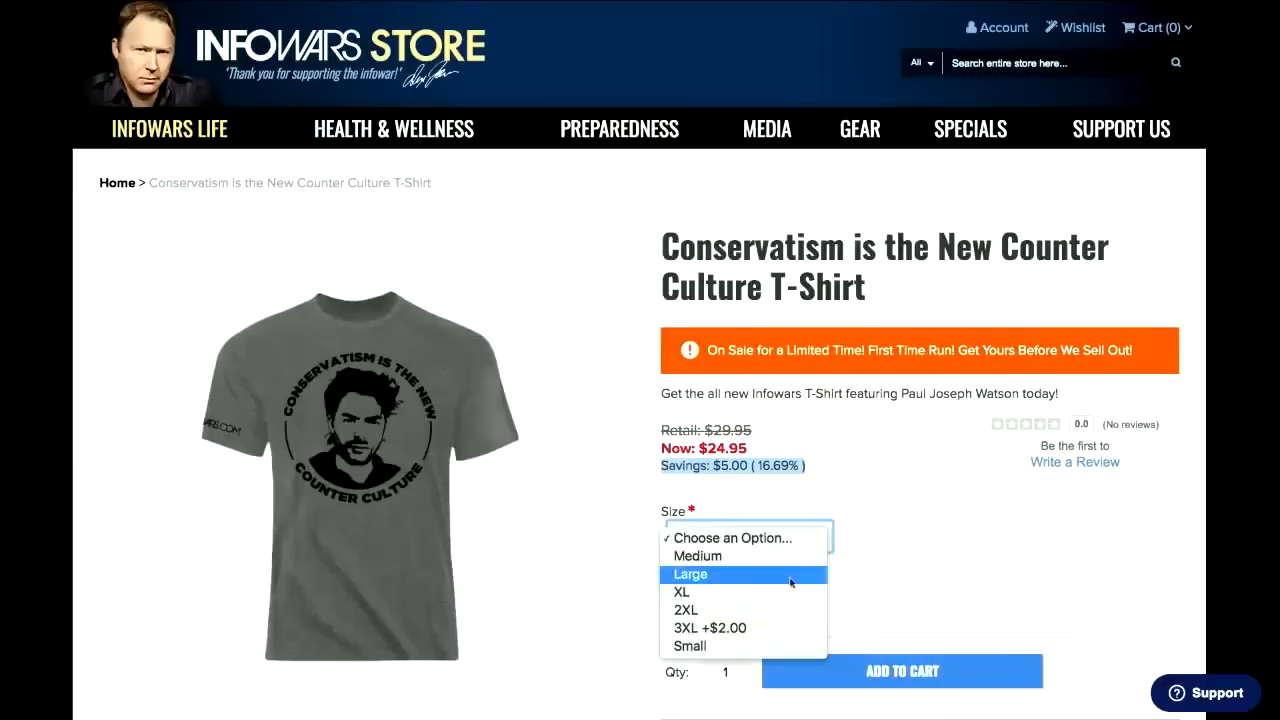 INFOWARS STORE
'Thank you for supporting the infowar!'
Account
Wishlist
Cart (0)
All
Search entire store here...
INFOWARS LIFE
HEALTH & WELLNESS
PREPAREDNESS
MEDIA
GEAR
SPECIALS
SUPPORT US
Home > Conservatism is the New Counter Culture T-Shirt
CONSERVATISM IS THE NEW
COUNTER CULTURE
Conservatism is the New Counter
Culture T-Shirt
On Sale for a Limited Time! First Time Run! Get Yours Before We Sell Out!
Get the all new Infowars T-Shirt featuring Paul Joseph Watson today!
Retail: $29.95
Now: $24.95
Savings: $5.00 ( 16.69% )
0.0 (No reviews)
Be the first to
Write a Review
Size *
✓ Choose an Option...
Medium
Large
XL
2XL
3XL +$2.00
Small
Qty: 1
ADD TO CART
Support